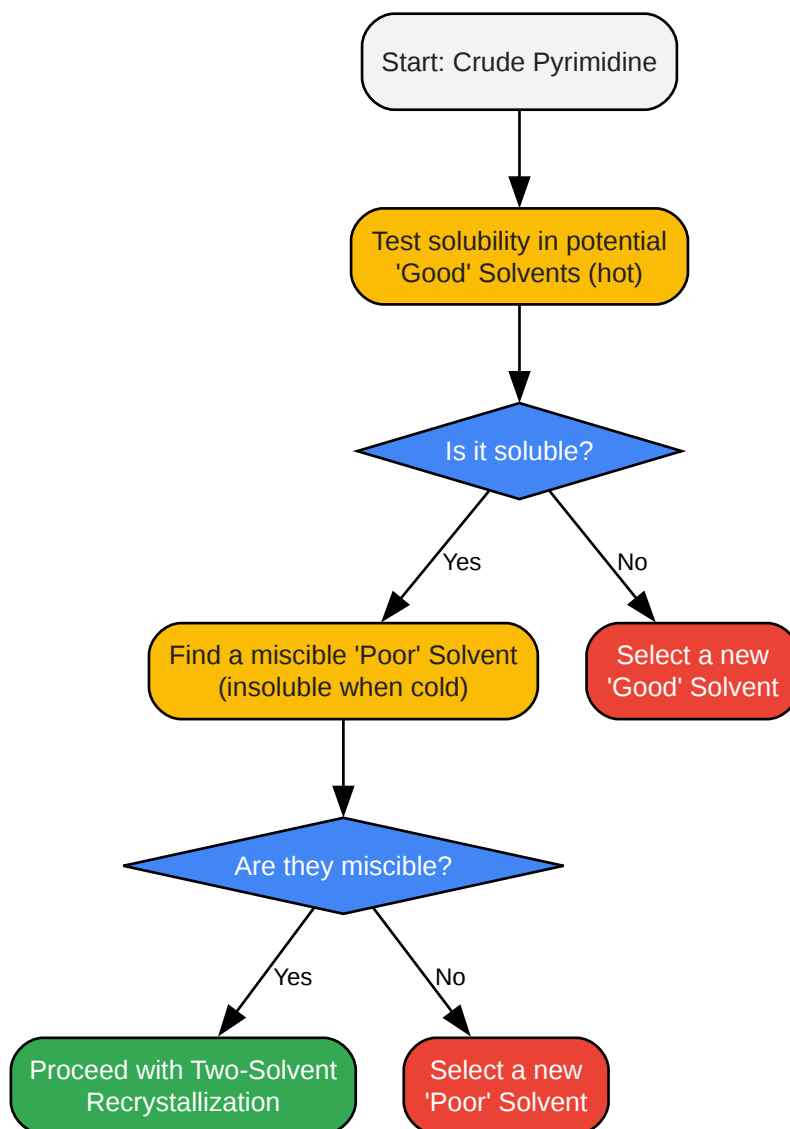 Start: Crude Pyrimidine
Test solubility in potential
'Good' Solvents (hot)
Is it soluble?
Yes
No
Find a miscible 'Poor' Solvent
(insoluble when cold)
Select a new
'Good' Solvent
Are they miscible?
Yes
No
Proceed with Two-Solvent
Recrystallization
Select a new
'Poor' Solvent